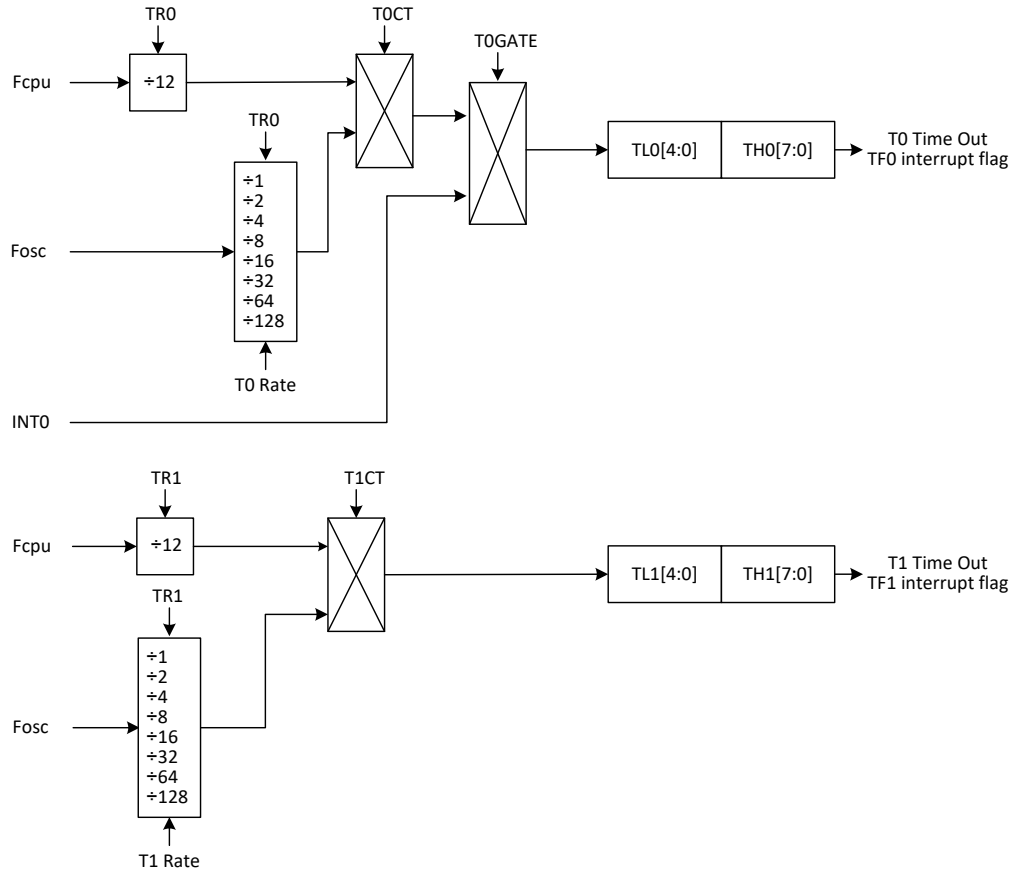 TR0
T0CT
T0GATE
Fcpu
÷12
TR0
÷1
÷2
÷4
÷8
÷16
÷32
÷64
÷128
Fosc
T0 Rate
INT0
TL0[4:0]
TH0[7:0]
T0 Time Out
TF0 interrupt flag
TR1
T1CT
Fcpu
÷12
TR1
÷1
÷2
÷4
÷8
÷16
÷32
÷64
÷128
Fosc
T1 Rate
TL1[4:0]
TH1[7:0]
T1 Time Out
TF1 interrupt flag